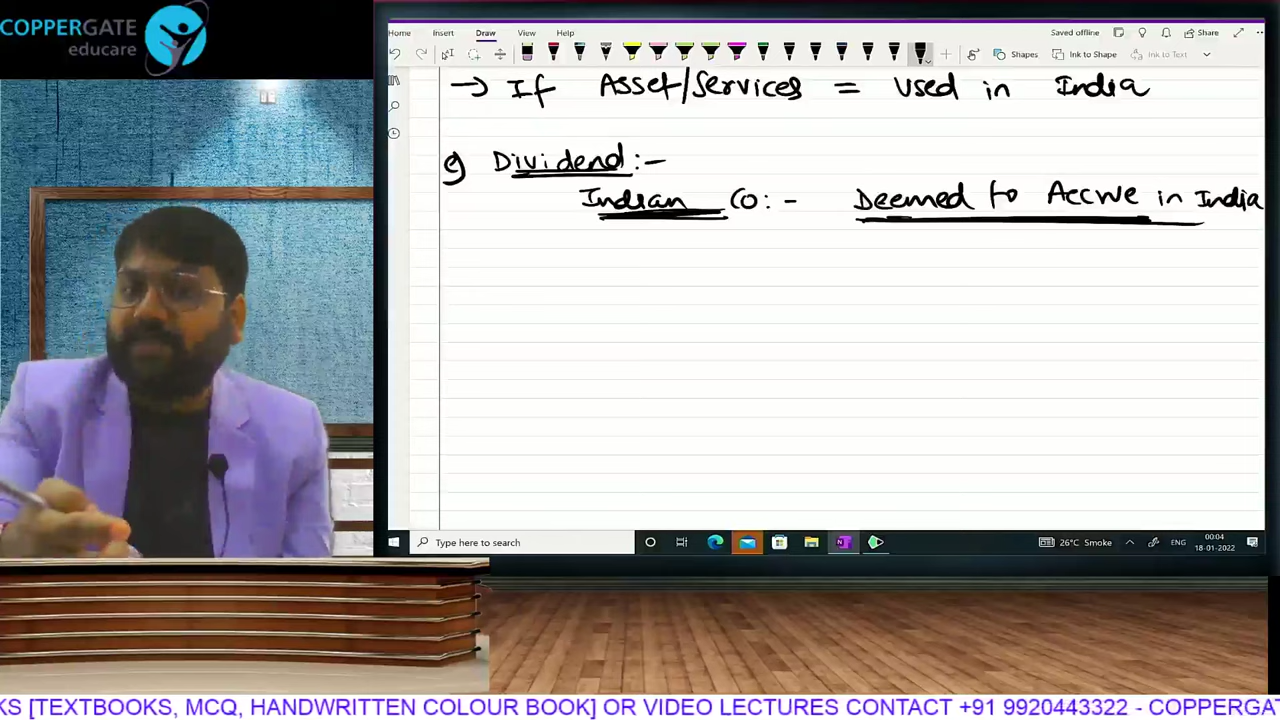 COPPERGATE
educare
Home Insert Draw View Help
Saved offline
Share
Shapes
Ink to Shape
Ink to Text
→ If Asset/Services = Used in India
g) Dividend :-
Indian Co :- Deemed to Accrue in India
Type here to search
26°C Smoke
ENG
00:04
18-01-2022
KS [TEXTBOOKS, MCQ, HANDWRITTEN COLOUR BOOK] OR VIDEO LECTURES CONTACT +91 9920443322 - COPPERGA